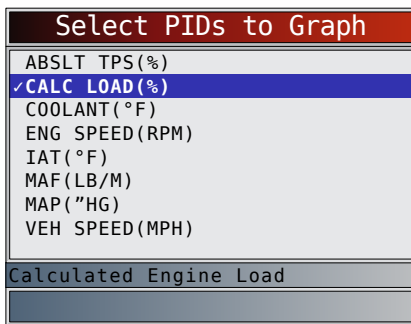 Select PIDs to Graph
ABSLT TPS(%)
✓CALC LOAD(%)
COOLANT(°F)
ENG SPEED(RPM)
IAT(°F)
MAF(LB/M)
MAP(”HG)
VEH SPEED(MPH)
Calculated Engine Load